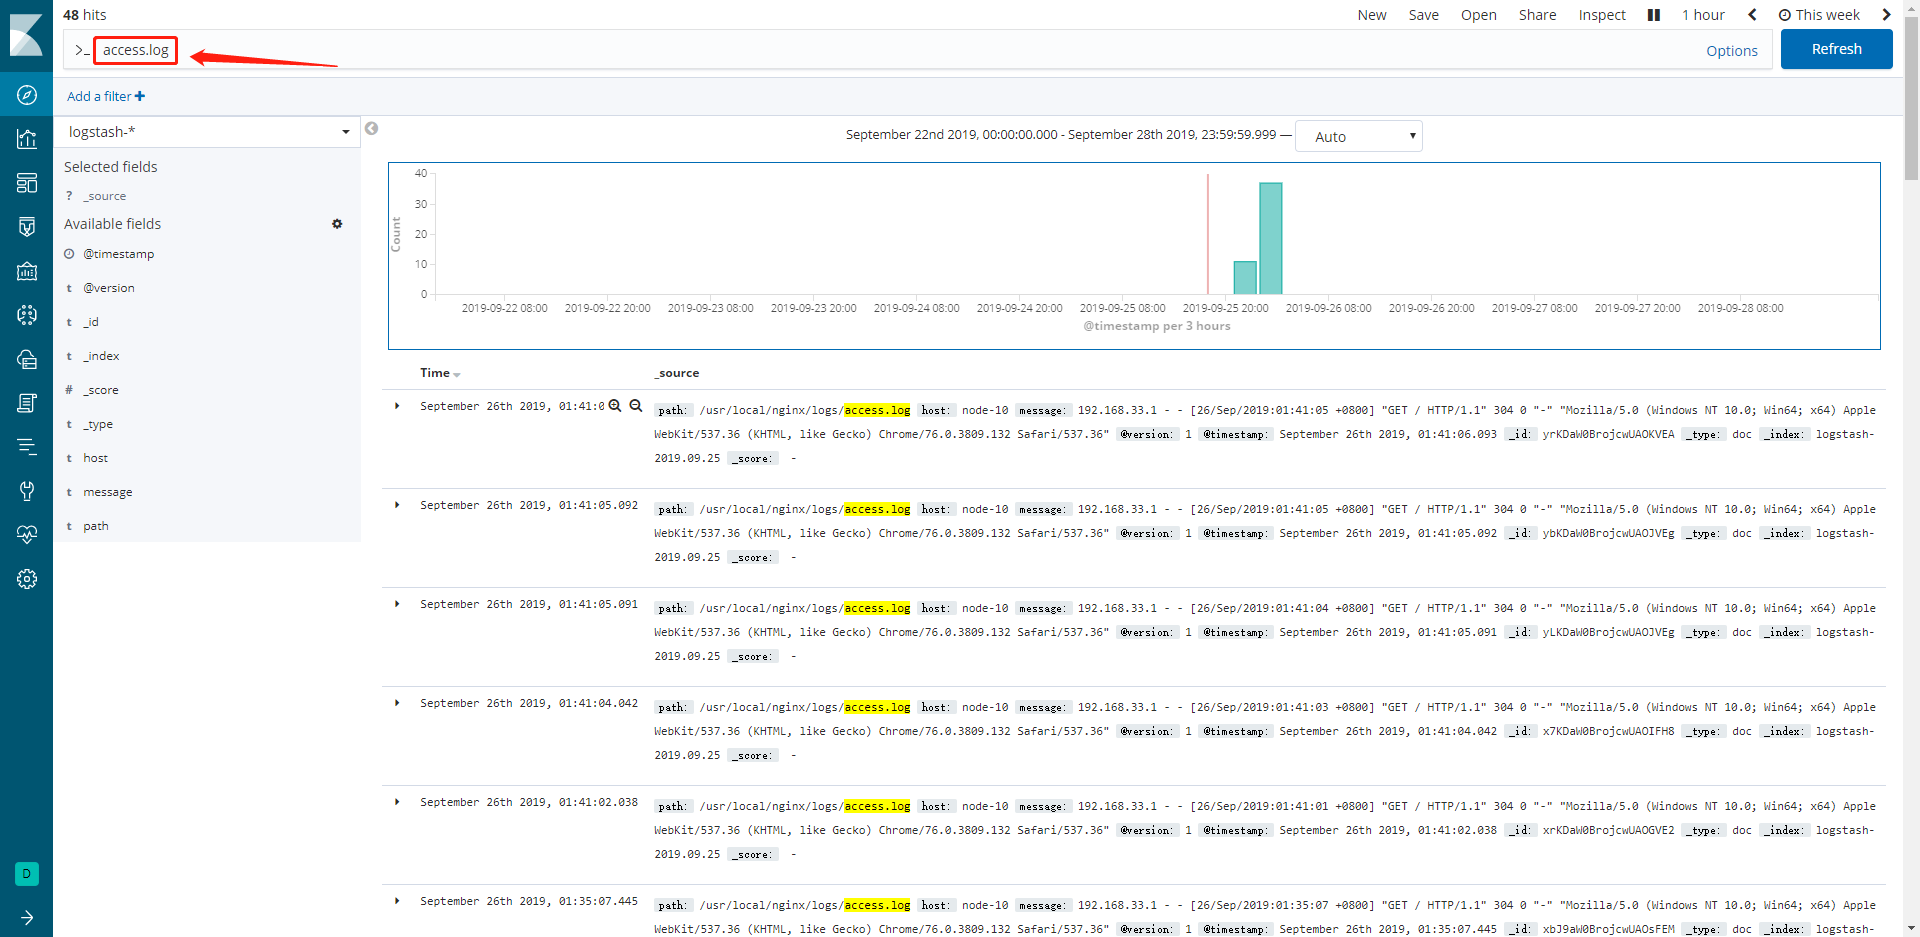 48 hits
New Save Open Share Inspect 1 hour This week
>_ access.log Options Refresh
Add a filter +
logstash-*
September 22nd 2019, 00:00:00.000 - September 28th 2019, 23:59:59.999 — Auto
Selected fields
? _source
Available fields
@timestamp
t @version
t _id
t _index
# _score
t _type
t host
t message
t path
Count
40
30
20
10
0
2019-09-22 08:00 2019-09-22 20:00 2019-09-23 08:00 2019-09-23 20:00 2019-09-24 08:00 2019-09-24 20:00 2019-09-25 08:00 2019-09-25 20:00 2019-09-26 08:00 2019-09-26 20:00 2019-09-27 08:00 2019-09-27 20:00 2019-09-28 08:00
@timestamp per 3 hours
Time _source
September 26th 2019, 01:41:0 path: /usr/local/nginx/logs/access.log host: node-10 message: 192.168.33.1 - - [26/Sep/2019:01:41:05 +0800] "GET / HTTP/1.1" 304 0 "-" "Mozilla/5.0 (Windows NT 10.0; Win64; x64) Apple
WebKit/537.36 (KHTML, like Gecko) Chrome/76.0.3809.132 Safari/537.36" @version: 1 @timestamp: September 26th 2019, 01:41:06.093 _id: yrKDaW0BrojcwUAOKVEA _type: doc _index: logstash-
2019.09.25 _score: -
September 26th 2019, 01:41:05.092 path: /usr/local/nginx/logs/access.log host: node-10 message: 192.168.33.1 - - [26/Sep/2019:01:41:05 +0800] "GET / HTTP/1.1" 304 0 "-" "Mozilla/5.0 (Windows NT 10.0; Win64; x64) Apple
WebKit/537.36 (KHTML, like Gecko) Chrome/76.0.3809.132 Safari/537.36" @version: 1 @timestamp: September 26th 2019, 01:41:05.092 _id: ybKDaW0BrojcwUAOJVEg _type: doc _index: logstash-
2019.09.25 _score: -
September 26th 2019, 01:41:05.091 path: /usr/local/nginx/logs/access.log host: node-10 message: 192.168.33.1 - - [26/Sep/2019:01:41:04 +0800] "GET / HTTP/1.1" 304 0 "-" "Mozilla/5.0 (Windows NT 10.0; Win64; x64) Apple
WebKit/537.36 (KHTML, like Gecko) Chrome/76.0.3809.132 Safari/537.36" @version: 1 @timestamp: September 26th 2019, 01:41:05.091 _id: yLKDaW0BrojcwUAOJVEg _type: doc _index: logstash-
2019.09.25 _score: -
September 26th 2019, 01:41:04.042 path: /usr/local/nginx/logs/access.log host: node-10 message: 192.168.33.1 - - [26/Sep/2019:01:41:03 +0800] "GET / HTTP/1.1" 304 0 "-" "Mozilla/5.0 (Windows NT 10.0; Win64; x64) Apple
WebKit/537.36 (KHTML, like Gecko) Chrome/76.0.3809.132 Safari/537.36" @version: 1 @timestamp: September 26th 2019, 01:41:04.042 _id: x7KDaW0BrojcwUAOIFH8 _type: doc _index: logstash-
2019.09.25 _score: -
September 26th 2019, 01:41:02.038 path: /usr/local/nginx/logs/access.log host: node-10 message: 192.168.33.1 - - [26/Sep/2019:01:41:01 +0800] "GET / HTTP/1.1" 304 0 "-" "Mozilla/5.0 (Windows NT 10.0; Win64; x64) Apple
WebKit/537.36 (KHTML, like Gecko) Chrome/76.0.3809.132 Safari/537.36" @version: 1 @timestamp: September 26th 2019, 01:41:02.038 _id: xrKDaW0BrojcwUAOGVE2 _type: doc _index: logstash-
2019.09.25 _score: -
September 26th 2019, 01:35:07.445 path: /usr/local/nginx/logs/access.log host: node-10 message: 192.168.33.1 - - [26/Sep/2019:01:35:07 +0800] "GET / HTTP/1.1" 304 0 "-" "Mozilla/5.0 (Windows NT 10.0; Win64; x64) Apple
WebKit/537.36 (KHTML, like Gecko) Chrome/76.0.3809.132 Safari/537.36" @version: 1 @timestamp: September 26th 2019, 01:35:07.445 _id: xbJ9aW0BrojcwUAOsFEM _type: doc _index: logstash-
D